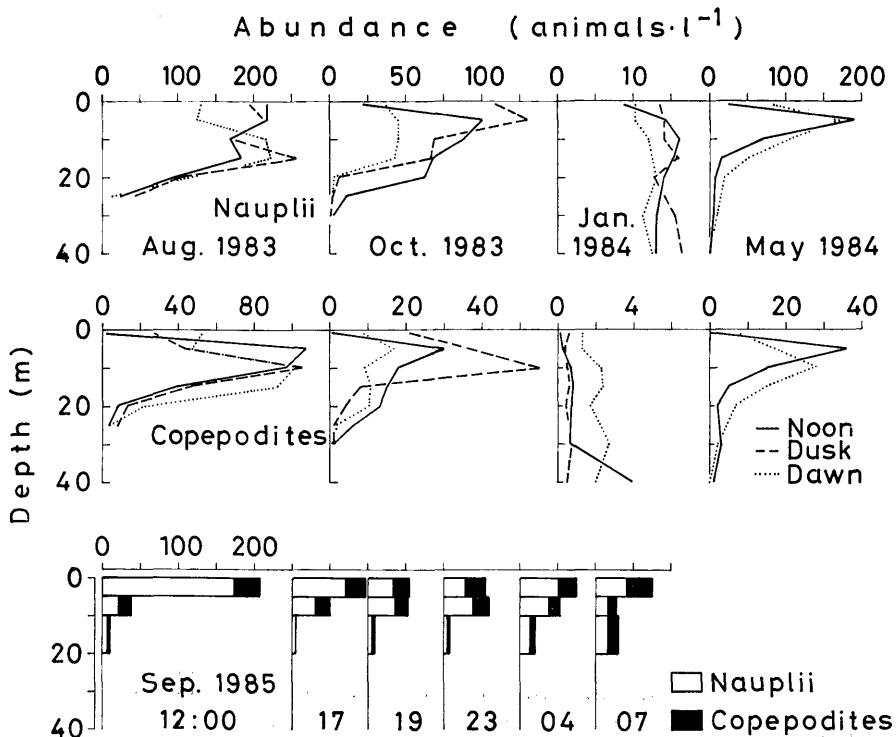 Abundance (animals·l⁻¹)
0 100 200 0 50 100 0 10 0 100 200
0
20
40
Nauplii
Aug. 1983
Oct. 1983
Jan.
1984
May 1984
0 40 80 0 20 40 0 4 0 20 40
0
20
40
Copepodites
Noon
Dusk
Dawn
Depth (m)
0 100 200
0
20
40
Sep. 1985
12:00 17 19 23 04 07
Nauplii
Copepodites